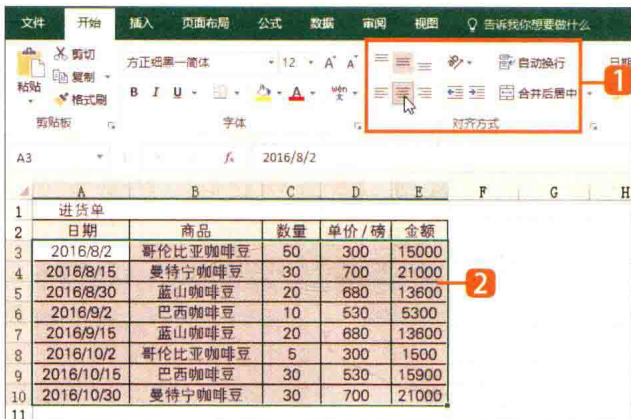 文件 开始 插入 页面布局 公式 数据 审阅 视图 告诉我你想要做什么
剪切
复制
格式刷
粘贴
剪贴板
方正细黑一简体 12 A A
B I U A wén 文
字体
自动换行
合并后居中
对齐方式
日期
1
A3 fx 2016/8/2
A B C D E F G H
1 进货单
2 日期 商品 数量 单价/磅 金额
3 2016/8/2 哥伦比亚咖啡豆 50 300 15000
4 2016/8/15 曼特宁咖啡豆 30 700 21000
5 2016/8/30 蓝山咖啡豆 20 680 13600
2
6 2016/9/2 巴西咖啡豆 10 530 5300
7 2016/9/15 蓝山咖啡豆 20 680 13600
8 2016/10/2 哥伦比亚咖啡豆 5 300 1500
9 2016/10/15 巴西咖啡豆 30 530 15900
10 2016/10/30 曼特宁咖啡豆 30 700 21000
11